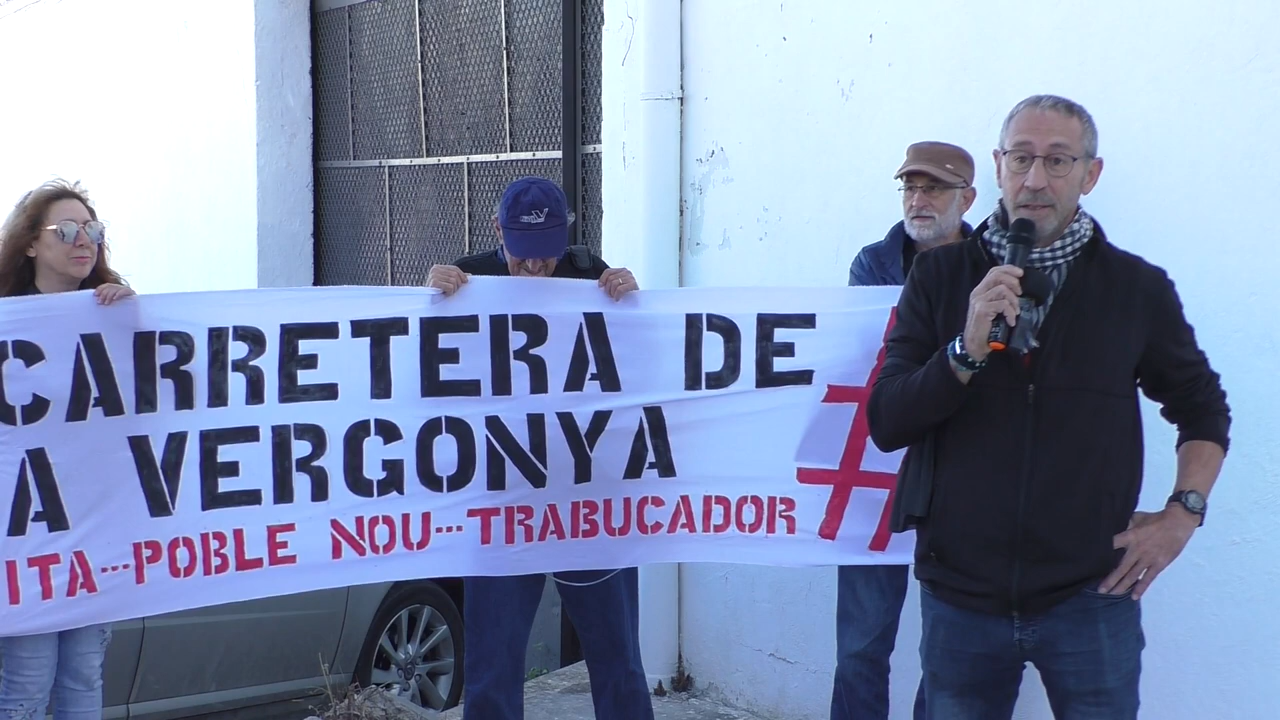 CARRETERA DE
A VERGONYA
ITA...POBLE NOU...TRABUCADOR
#